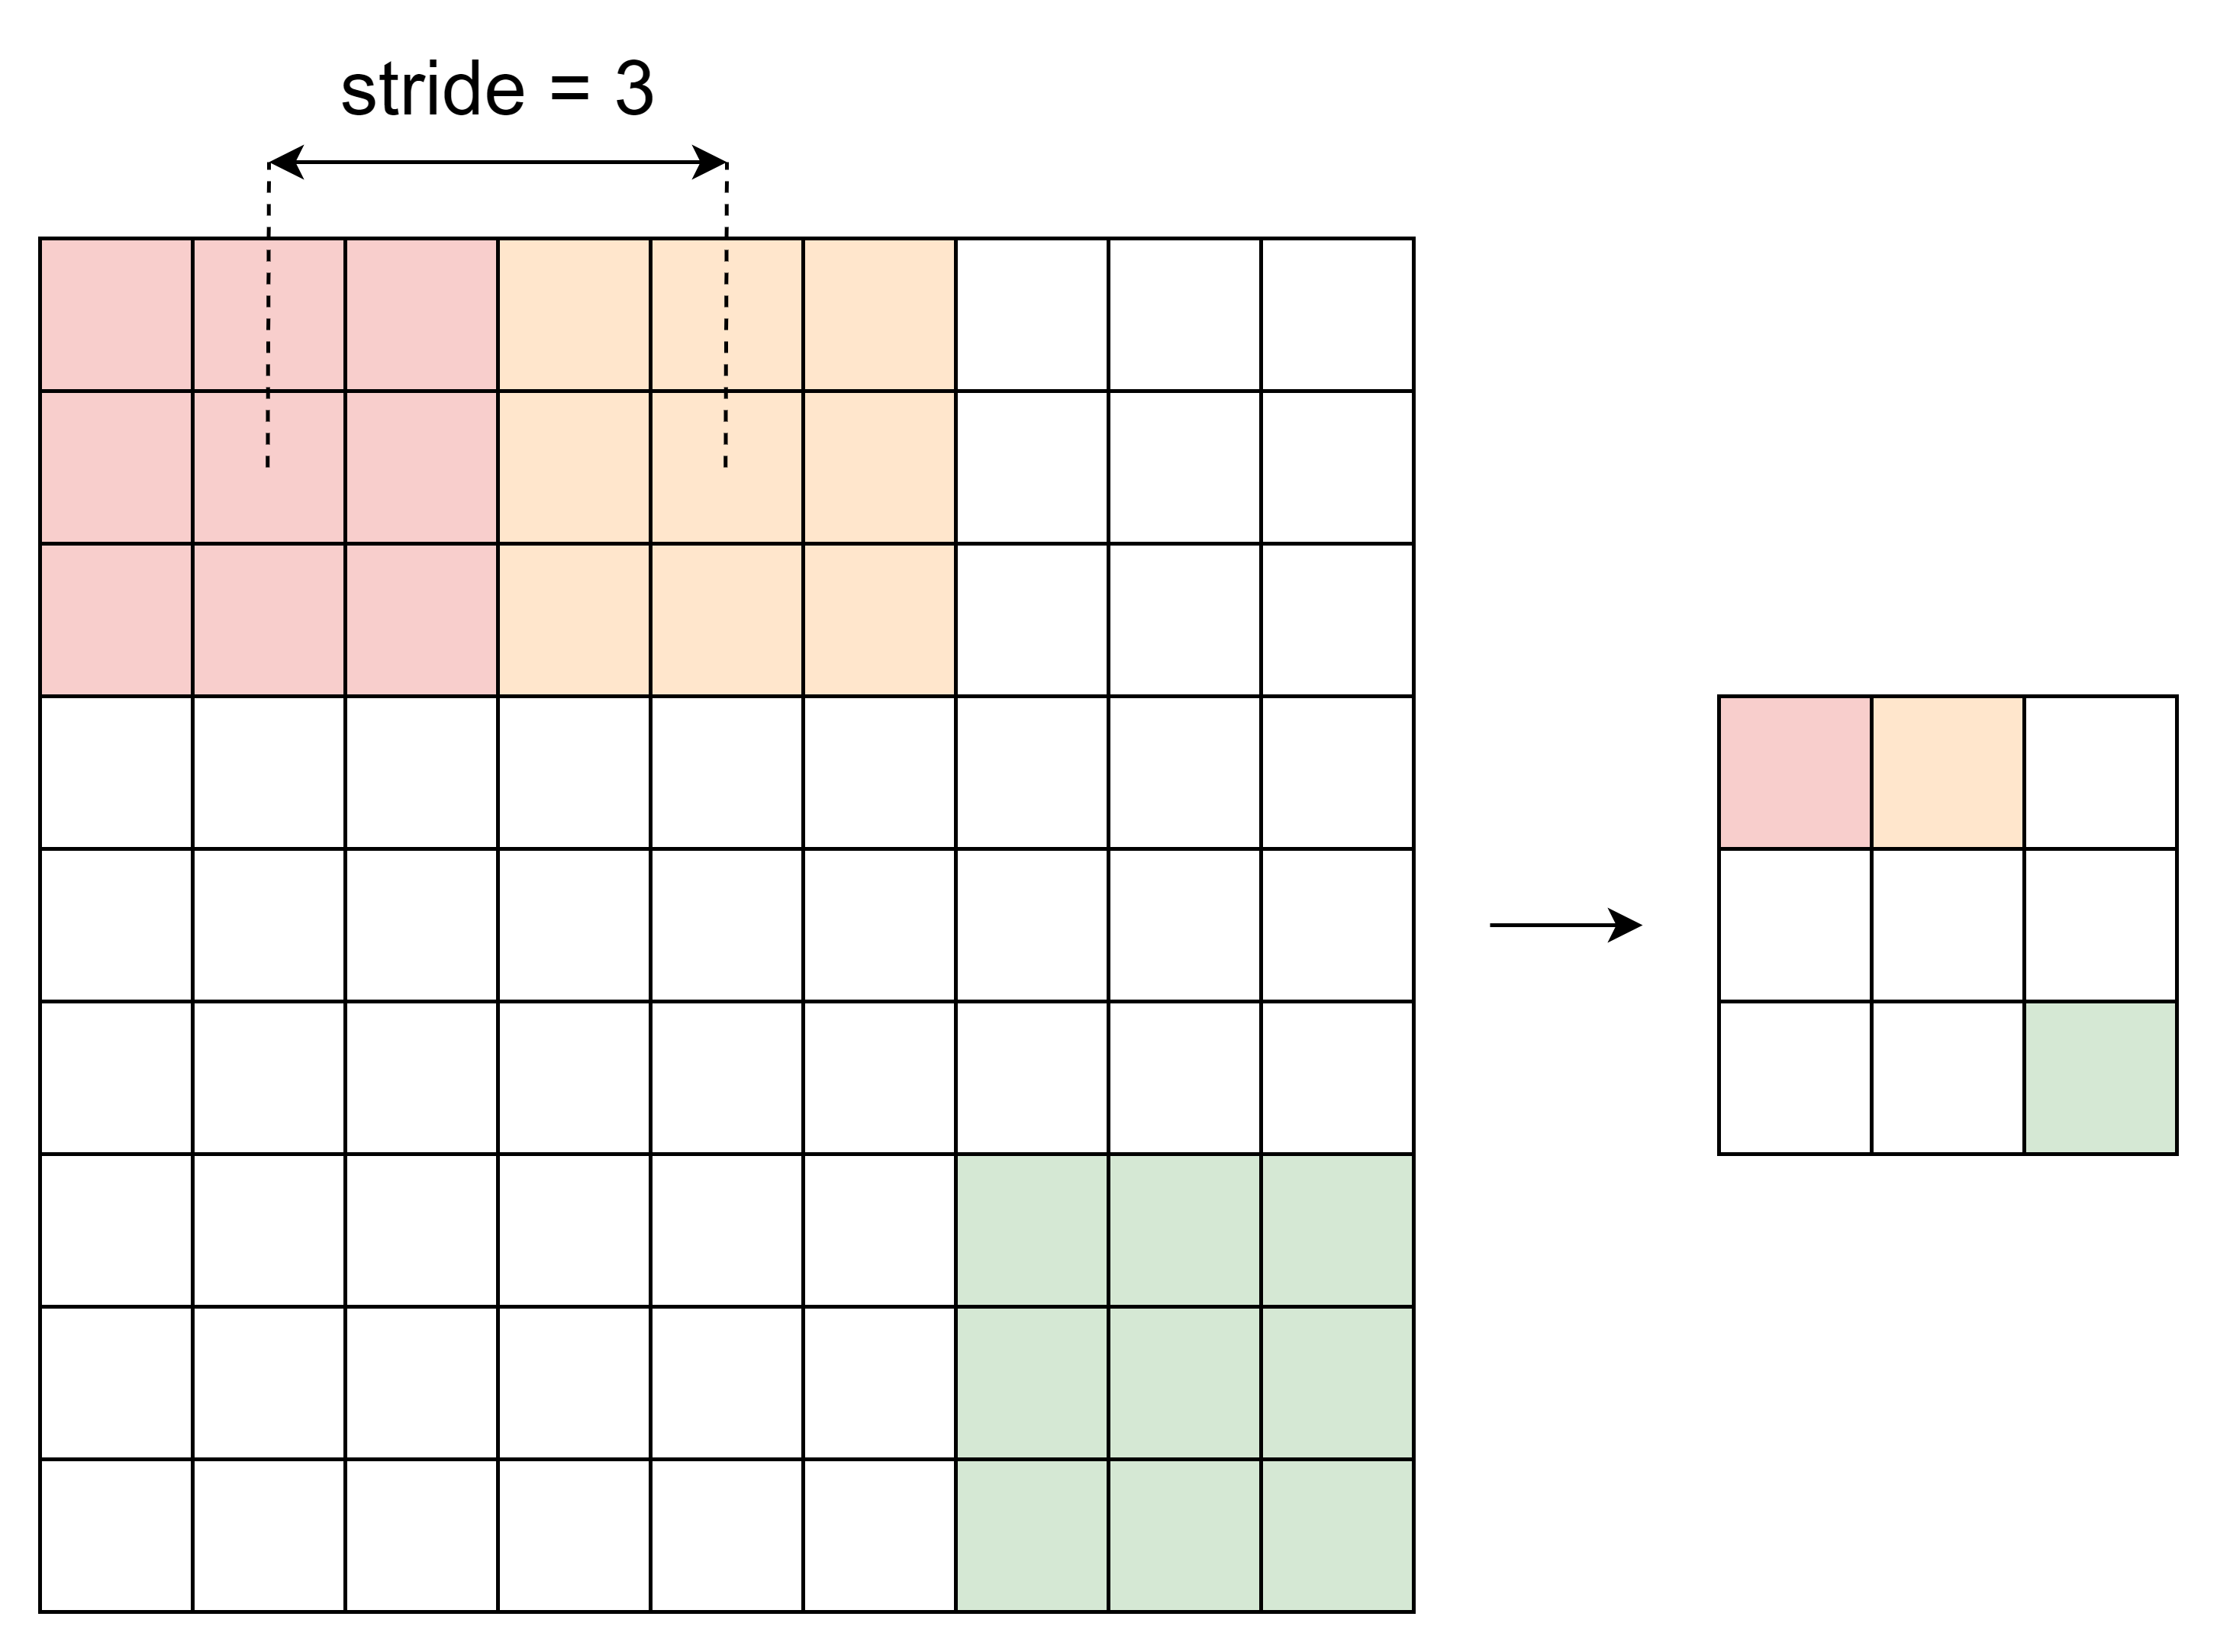 stride = 3